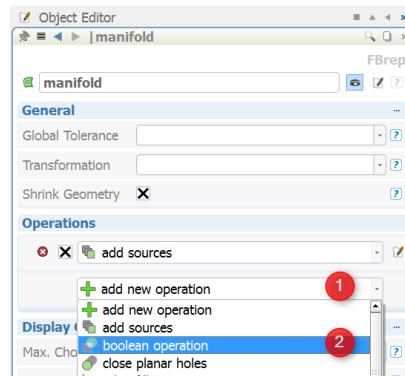 Object Editor
|manifold
FBrep
manifold
General
Global Tolerance
Transformation
Shrink Geometry
Operations
add sources
add new operation 1
add new operation
add sources
boolean operation 2
close planar holes
Display
Max. Cho